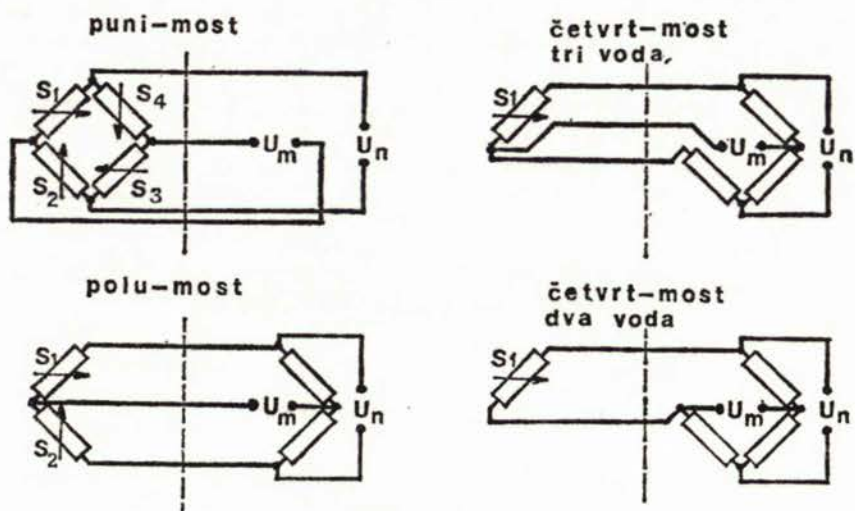 puni-most
S1
S4
S2
S3
Um
Un
četvrt-most
tri voda,
S1
Um
Un
polu-most
S1
S2
Um
Un
četvrt-most
dva voda
S1
Um
Un